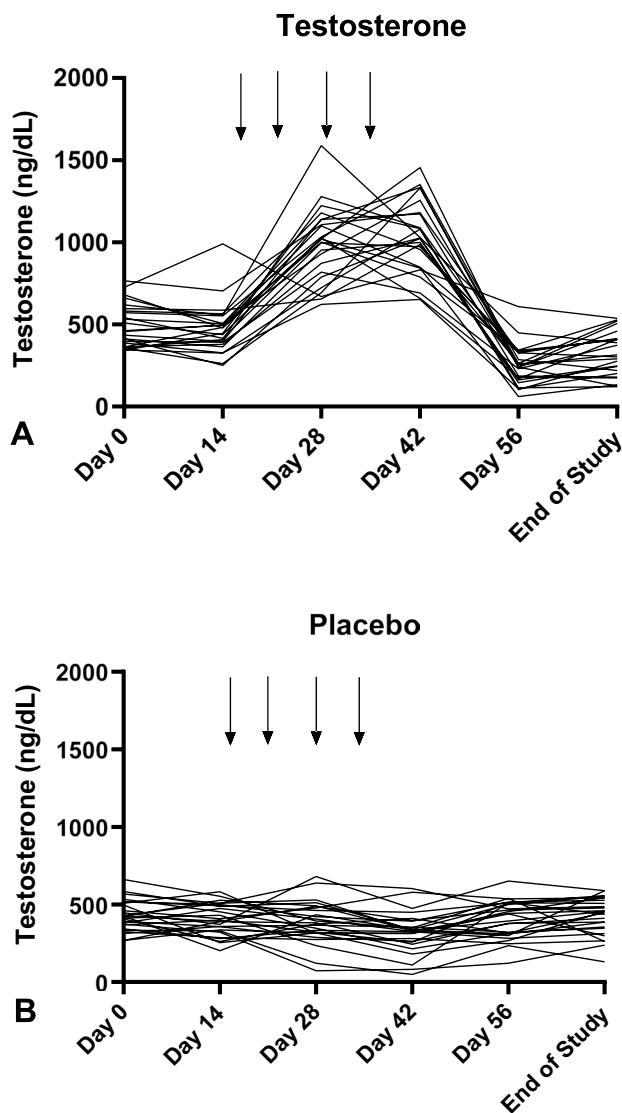 Testosterone
Testosterone (ng/dL)
2000
1500
1000
500
0
A
Day 0
Day 14
Day 28
Day 42
Day 56
End of Study
Placebo
Testosterone (ng/dL)
2000
1500
1000
500
0
B
Day 0
Day 14
Day 28
Day 42
Day 56
End of Study